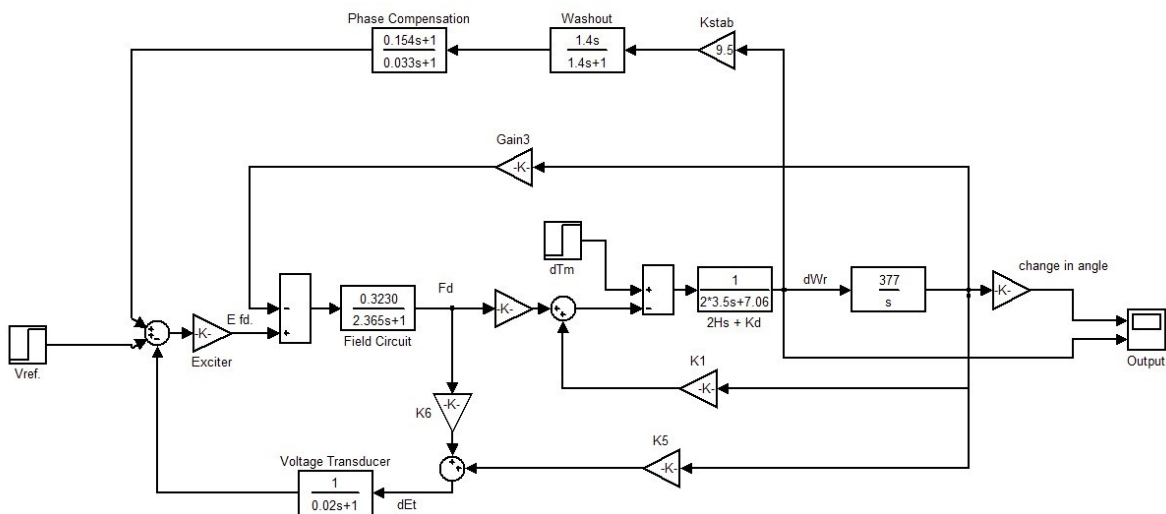 Phase Compensation
Washout
Kstab
0.154s+1
0.033s+1
1.4s
1.4s+1
9.5
Gain3
-K-
dTm
Fd
dWr
change in angle
E fd.
-K-
0.3230
2.365s+1
Field Circuit
-K-
1
2*3.5s+7.06
2Hs + Kd
377
s
-K-
Vref.
Exciter
Output
K1
-K-
K6
-K-
K5
-K-
Voltage Transducer
1
0.02s+1
dEt